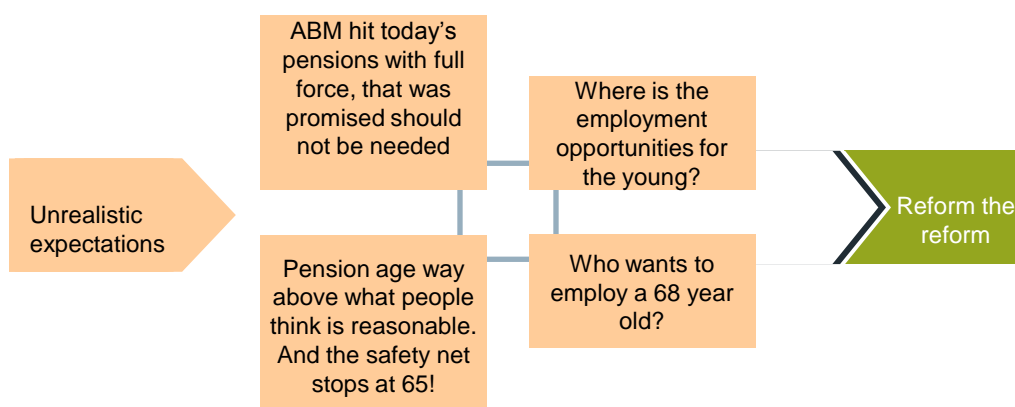 Unrealistic
expectations
ABM hit today’s
pensions with full
force, that was
promised should
not be needed
Pension age way
above what people
think is reasonable.
And the safety net
stops at 65!
Where is the
employment
opportunities for
the young?
Who wants to
employ a 68 year
old?
Reform the
reform